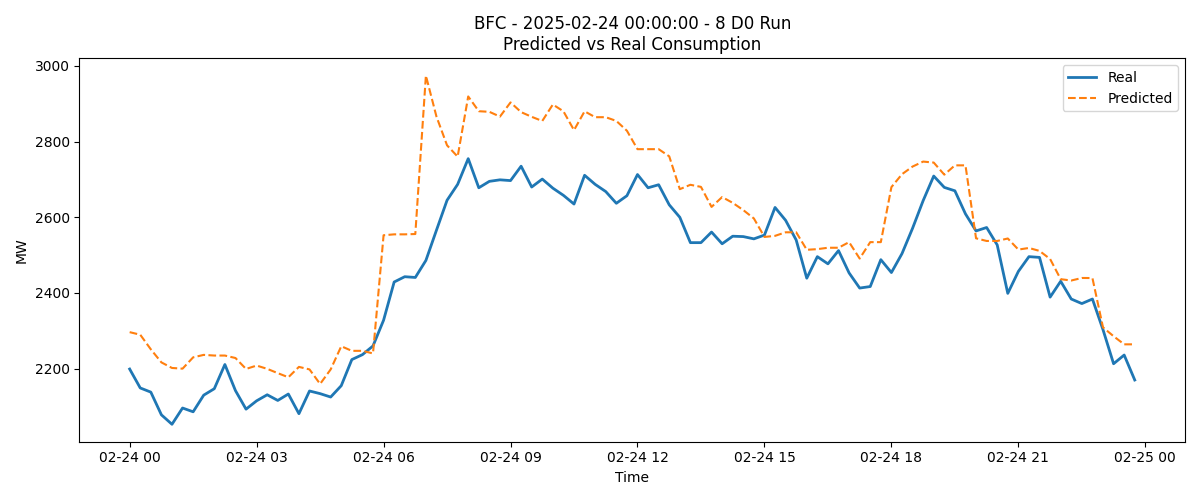 BFC - 2025-02-24 00:00:00 - 8 D0 Run
Predicted vs Real Consumption
Real
Predicted
MW
3000
2800
2600
2400
2200
02-24 00
02-24 03
02-24 06
02-24 09
02-24 12
02-24 15
02-24 18
02-24 21
02-25 00
Time